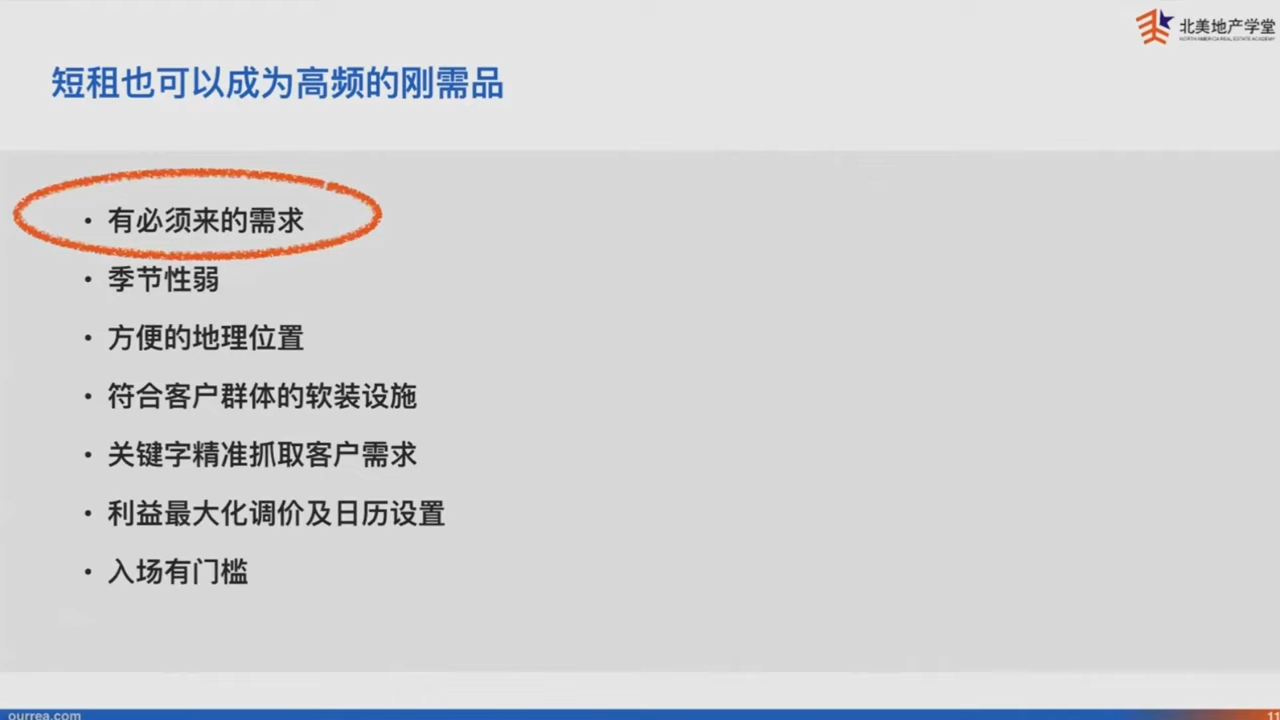 北美地产学堂
NORTH AMERICA REAL ESTATE ACADEMY
短租也可以成为高频的刚需品
• 有必须来的需求
• 季节性弱
• 方便的地理位置
• 符合客户群体的软装设施
• 关键字精准抓取客户需求
• 利益最大化调价及日历设置
• 入场有门槛
ourrea.com
11